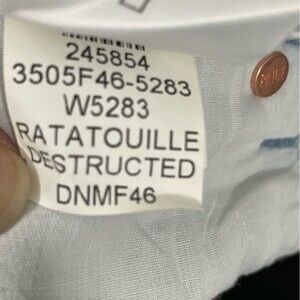 245854
3505F46-5283
W5283
RATATOUILLE
DESTRUCTED
DNMF46